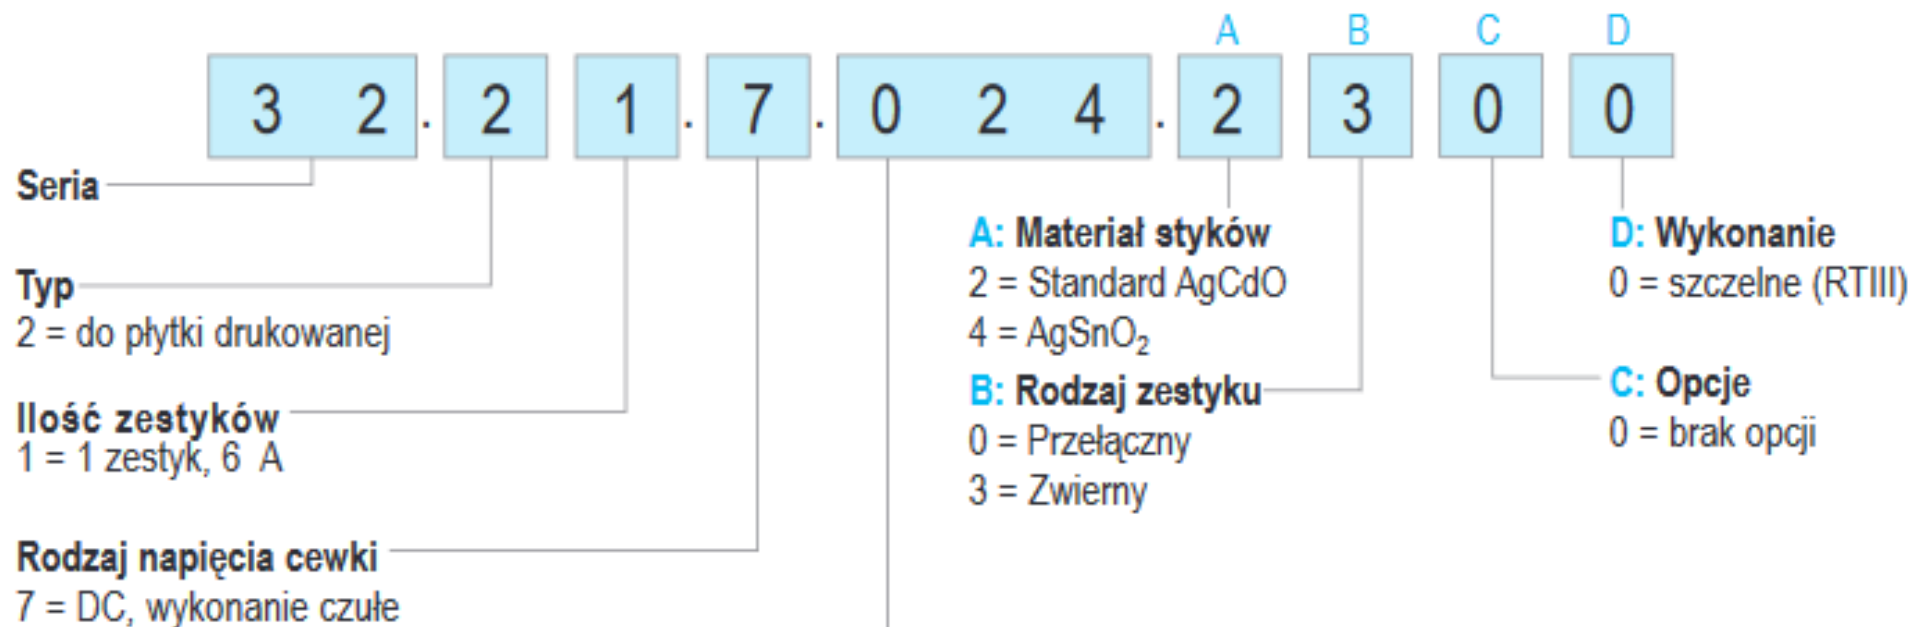 A B C D
3 2 . 2 1 . 7 . 0 2 4 . 2 3 0 0
Seria
Typ
2 = do płytki drukowanej
Ilość zestyków
1 = 1 zestyk, 6 A
Rodzaj napięcia cewki
7 = DC, wykonanie czułe
A: Materiał styków
2 = Standard AgCdO
4 = AgSnO₂
B: Rodzaj zestyku
0 = Przełączny
3 = Zwierny
D: Wykonanie
0 = szczelne (RTIII)
C: Opcje
0 = brak opcji